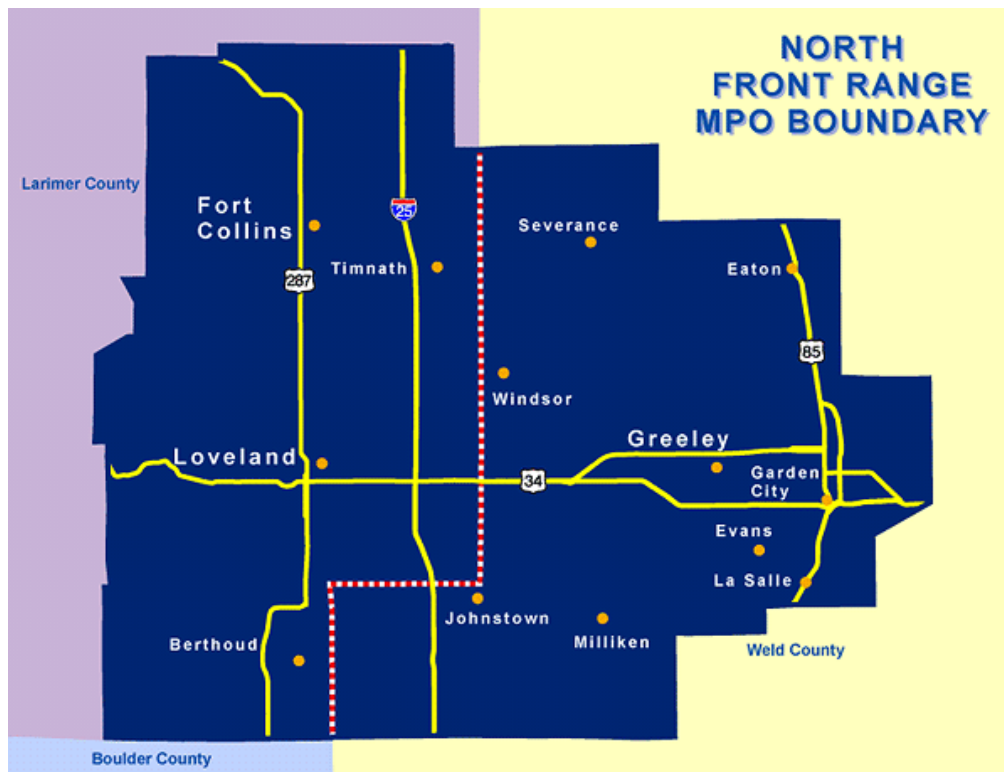 NORTH
FRONT RANGE
MPO BOUNDARY
Larimer County
Fort
Collins
25
Severance
Timnath
Eaton
287
85
Windsor
Greeley
Loveland
Garden
City
34
Evans
La Salle
Johnstown
Milliken
Berthoud
Weld County
Boulder County